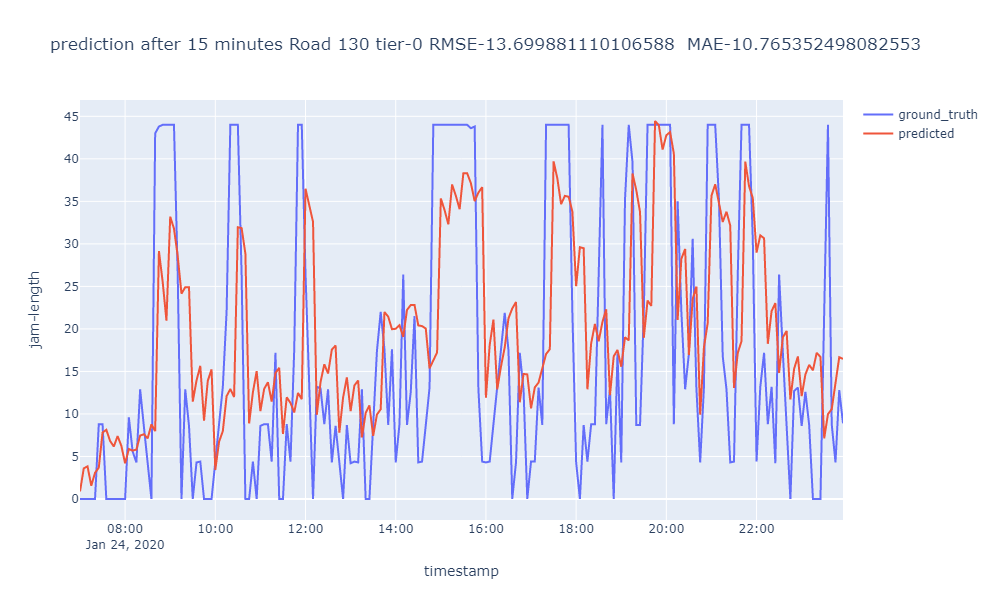 prediction after 15 minutes Road 130 tier-0 RMSE-13.699881110106588  MAE-10.765352498082553
ground_truth
predicted
45
40
35
30
25
20
15
10
5
0
jam-length
08:00 10:00 12:00 14:00 16:00 18:00 20:00 22:00
Jan 24, 2020
timestamp